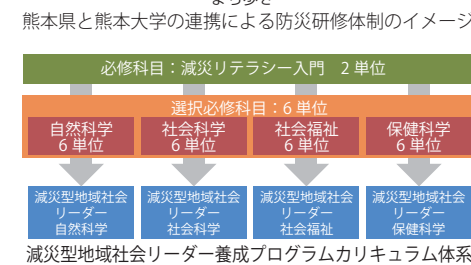 まち歩き
熊本県と熊本大学の連携による防災研修体制のイメージ
必修科目：減災リテラシー入門 2 単位
選択必修科目：6 単位
自然科学 社会科学 社会福祉 保健科学
6 単位 6 単位 6 単位 6 単位
減災型地域社会 減災型地域社会 減災型地域社会 減災型地域社会
リーダー リーダー リーダー リーダー
自然科学 社会科学 社会福祉 保健科学
減災型地域社会リーダー養成プログラムカリキュラム体系